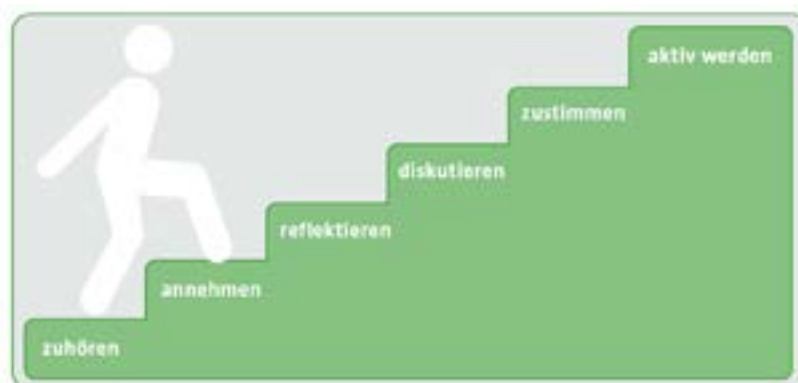 aktiv werden
zustimmen
diskutieren
reflektieren
annehmen
zuhören